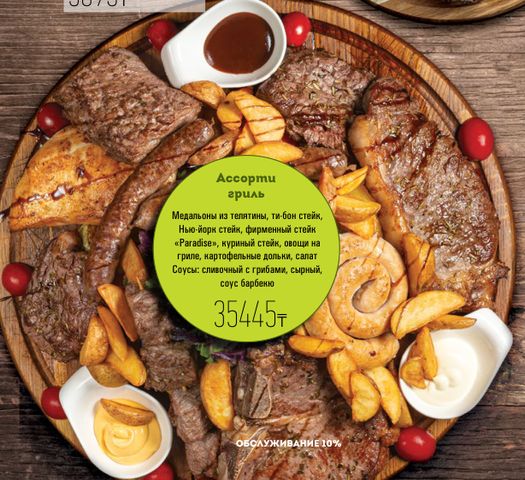 Ассорти
гриль
Медальоны из телятины, ти-бон стейк,
Нью-йорк стейк, фирменный стейк
«Paradise», куриный стейк, овощи на
гриле, картофельные дольки, салат
Соусы: сливочный с грибами, сырный,
соус барбекю
35445₸
ОБСЛУЖИВАНИЕ 10%